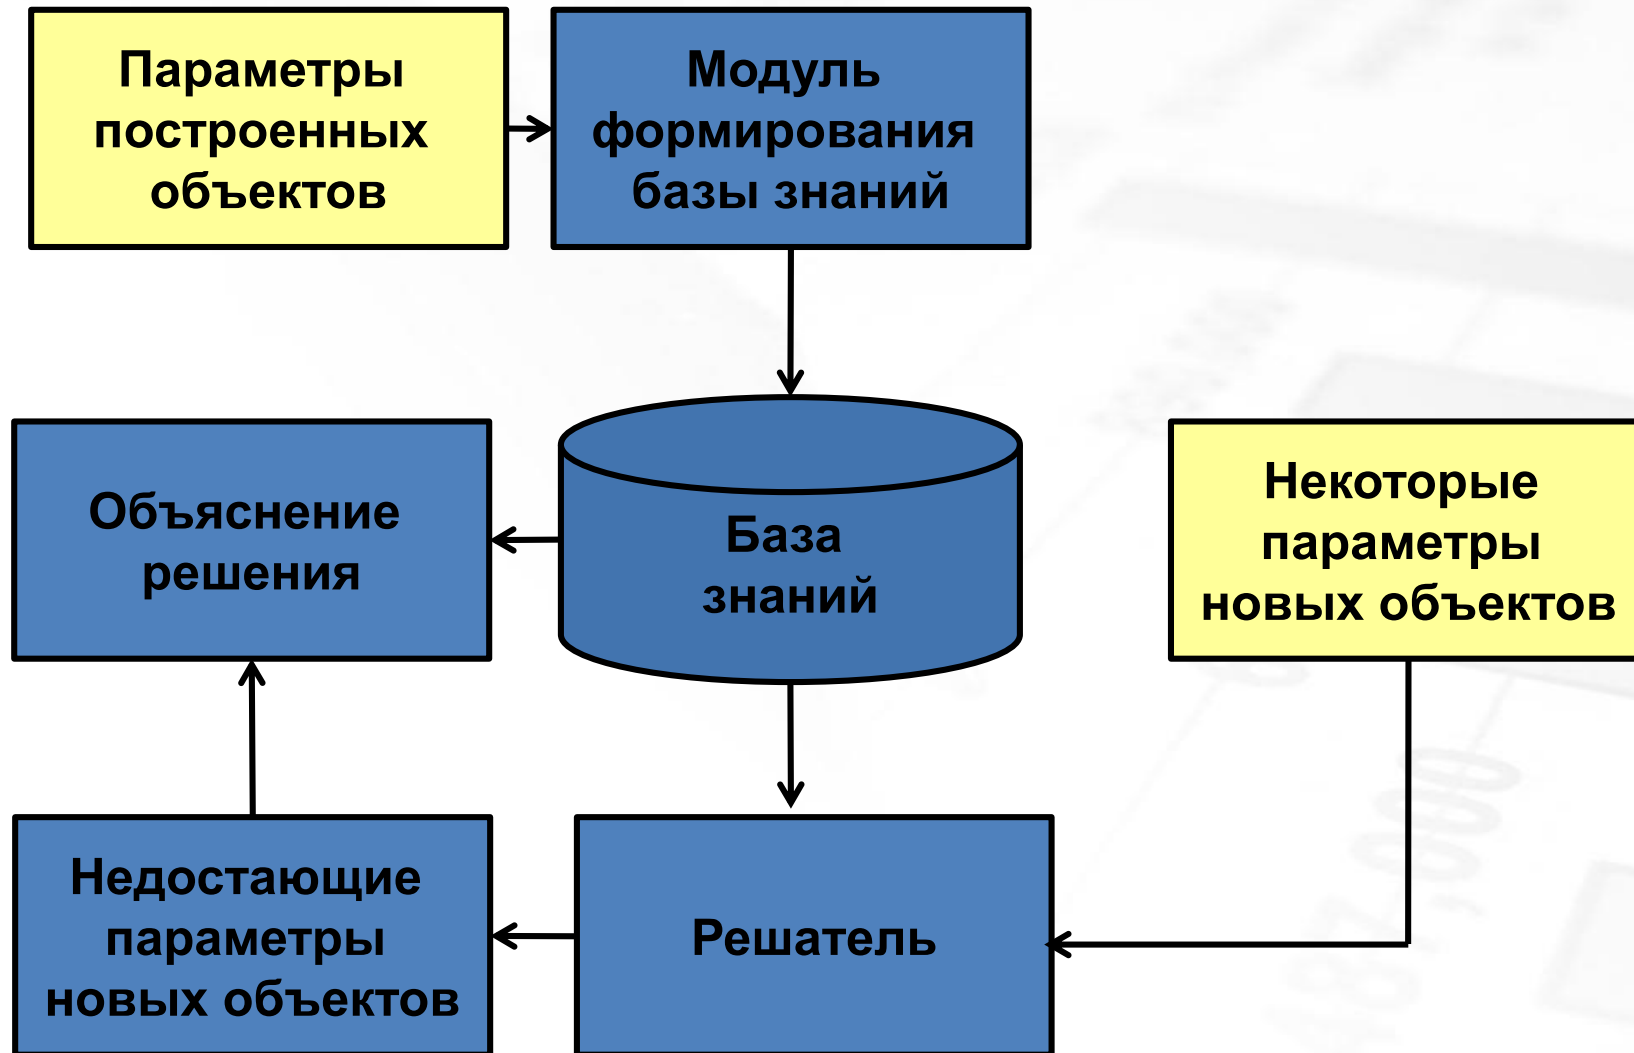 Параметры
построенных
объектов
Модуль
формирования
базы знаний
Объяснение
решения
База
знаний
Некоторые
параметры
новых объектов
Недостающие
параметры
новых объектов
Решатель